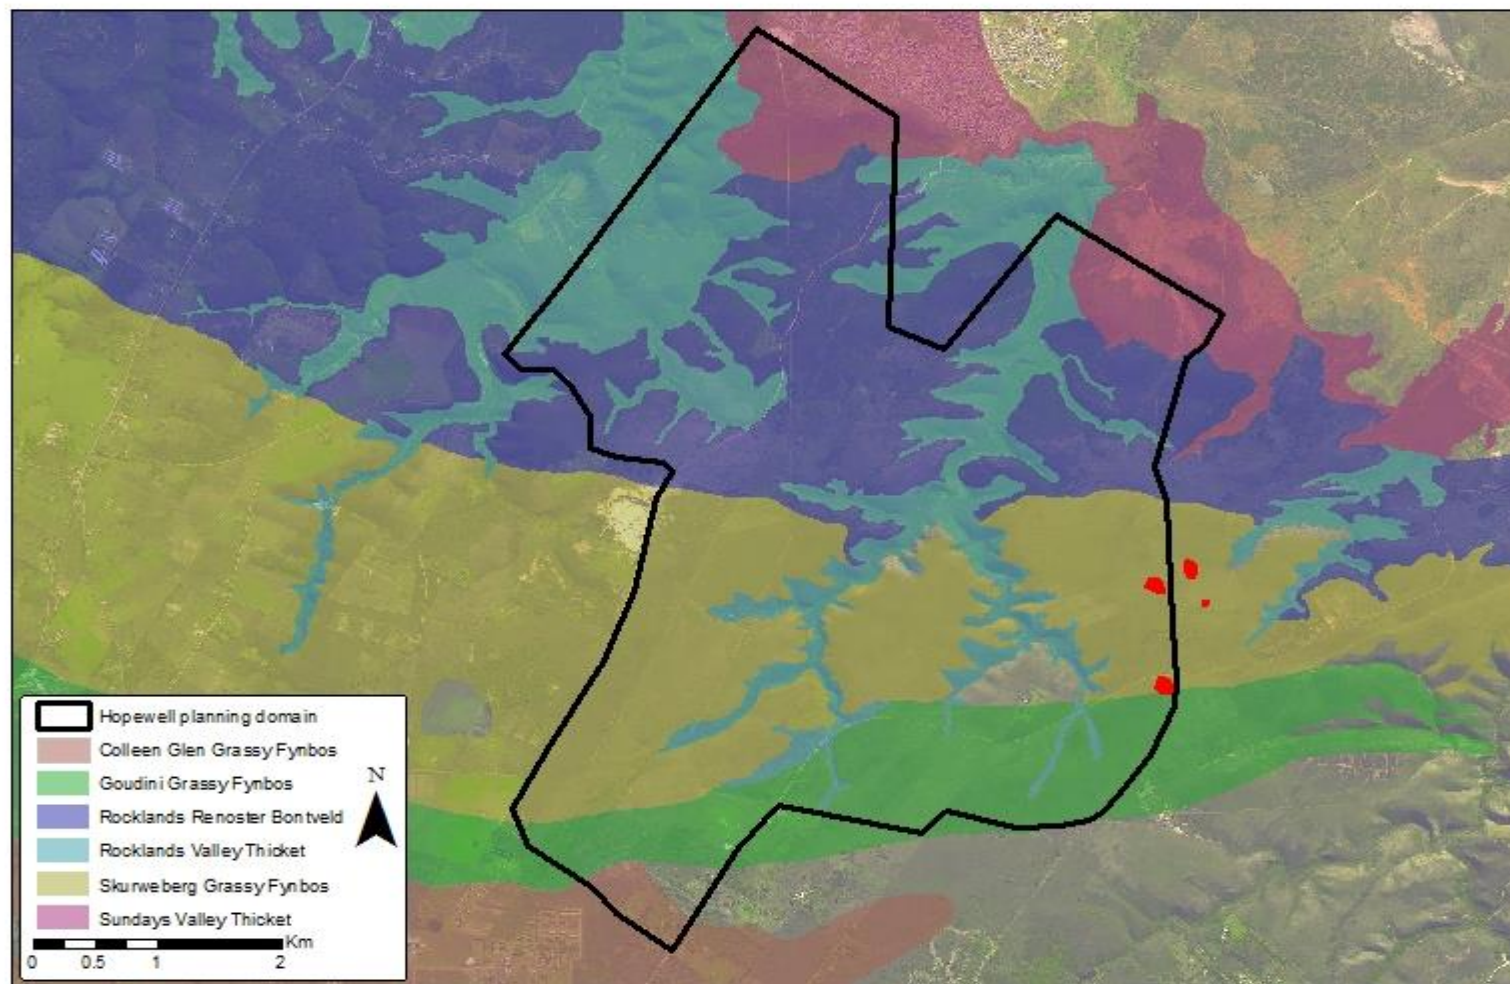 Hopewell planning domain
Colleen Glen Grassy Fynbos
Goudini Grassy Fynbos
Rocklands Renoster Bontveld
Rocklands Valley Thicket
Skurweberg Grassy Fynbos
Sundays Valley Thicket
N
Km
0 0.5 1 2